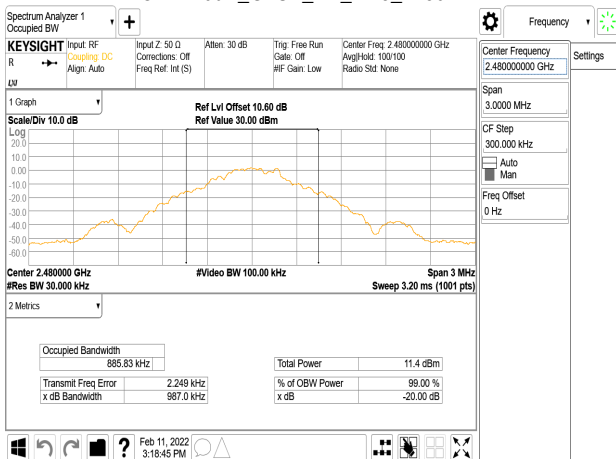 Spectrum Analyzer 1
Occupied BW
Frequency
KEYSIGHT
R
Input: RF
Coupling: DC
Align: Auto
Input Z: 50 Ω
Corrections: Off
Freq Ref: Int (S)
Atten: 30 dB
Trig: Free Run
Gate: Off
#IF Gain: Low
Center Freq: 2.480000000 GHz
Avg|Hold: 100/100
Radio Std: None
Center Frequency
2.480000000 GHz
Settings
Span
3.0000 MHz
CF Step
300.000 kHz
Auto
Man
Freq Offset
0 Hz
1 Graph
Scale/Div 10.0 dB
Ref Lvl Offset 10.60 dB
Ref Value 30.00 dBm
Log
20.0
10.0
0.00
-10.0
-20.0
-30.0
-40.0
-50.0
-60.0
Center 2.480000 GHz
#Res BW 30.000 kHz
#Video BW 100.00 kHz
Span 3 MHz
Sweep 3.20 ms (1001 pts)
2 Metrics
Occupied Bandwidth
885.83 kHz
Total Power 11.4 dBm
Transmit Freq Error 2.249 kHz
% of OBW Power 99.00 %
x dB Bandwidth 987.0 kHz
x dB -20.00 dB
Feb 11, 2022
3:18:45 PM